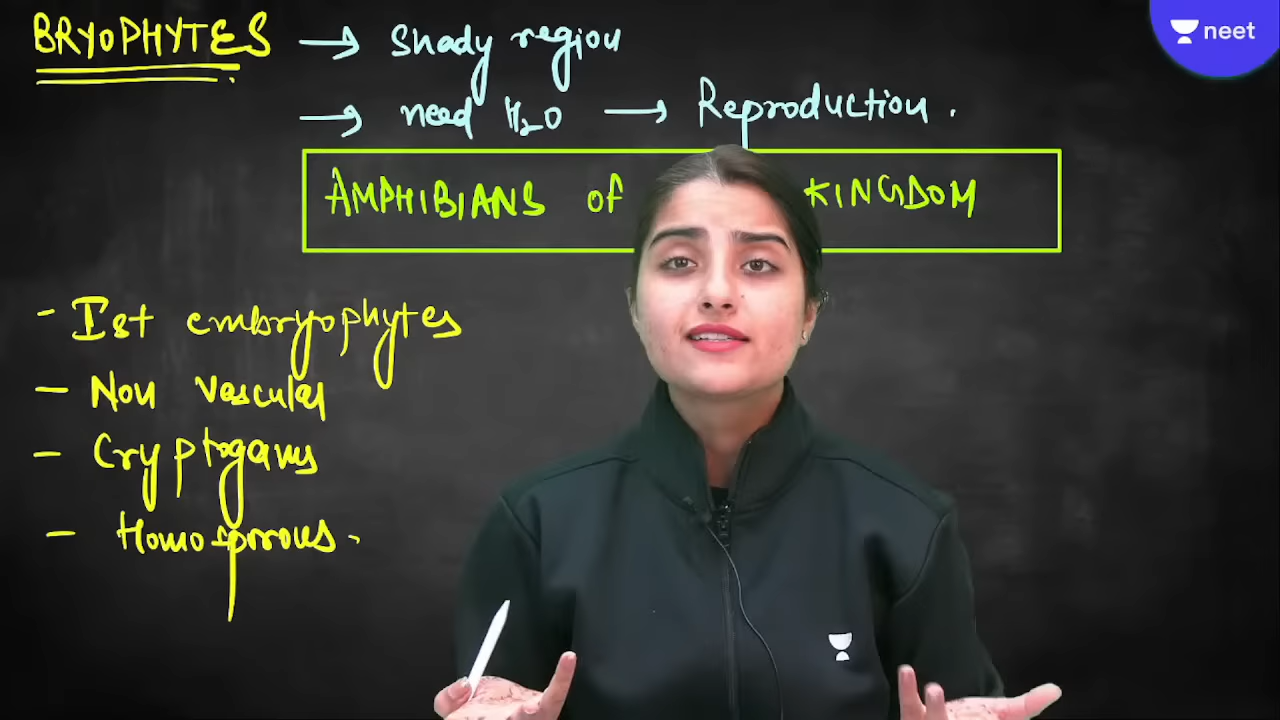 BRYOPHYTES → Shady region
→ need H2O → Reproduction.
AMPHIBIANS of KINGDOM
- Ist embryophytes
- Non vascular
- Cryptogams
- Homosporous.
neet